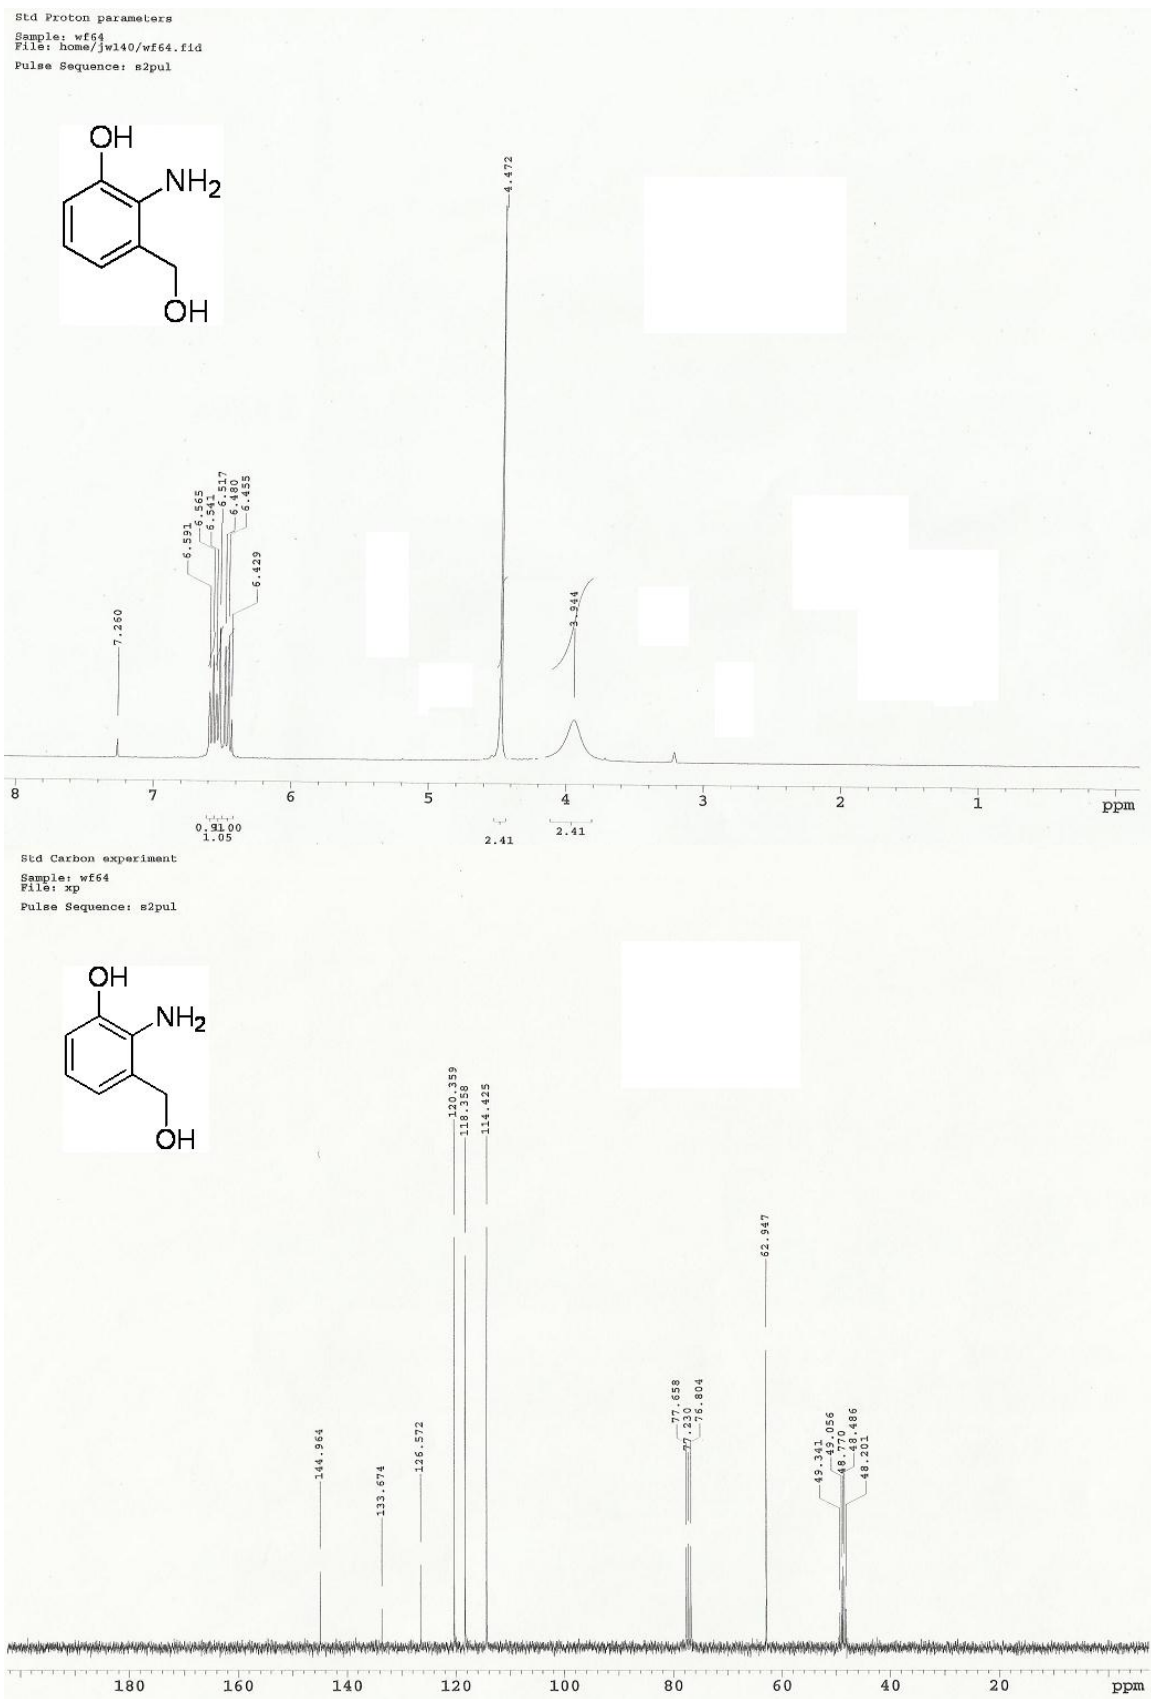 Std Proton parameters
Sample: wf64
File: home/jw140/wf64.fid
Pulse Sequence: s2pul
OH
NH2
OH
4.472
6.591
6.565
6.541
6.517
6.480
6.455
6.429
7.260
3.944
8 7 6 5 4 3 2 1 ppm
0.91 1.00
1.05
2.41
2.41
Std Carbon experiment
Sample: wf64
File: xp
Pulse Sequence: s2pul
OH
NH2
OH
144.964
133.674
126.572
120.359
118.358
114.425
77.658
77.230
76.804
62.947
49.341
49.056
48.770
48.486
48.201
180 160 140 120 100 80 60 40 20 ppm